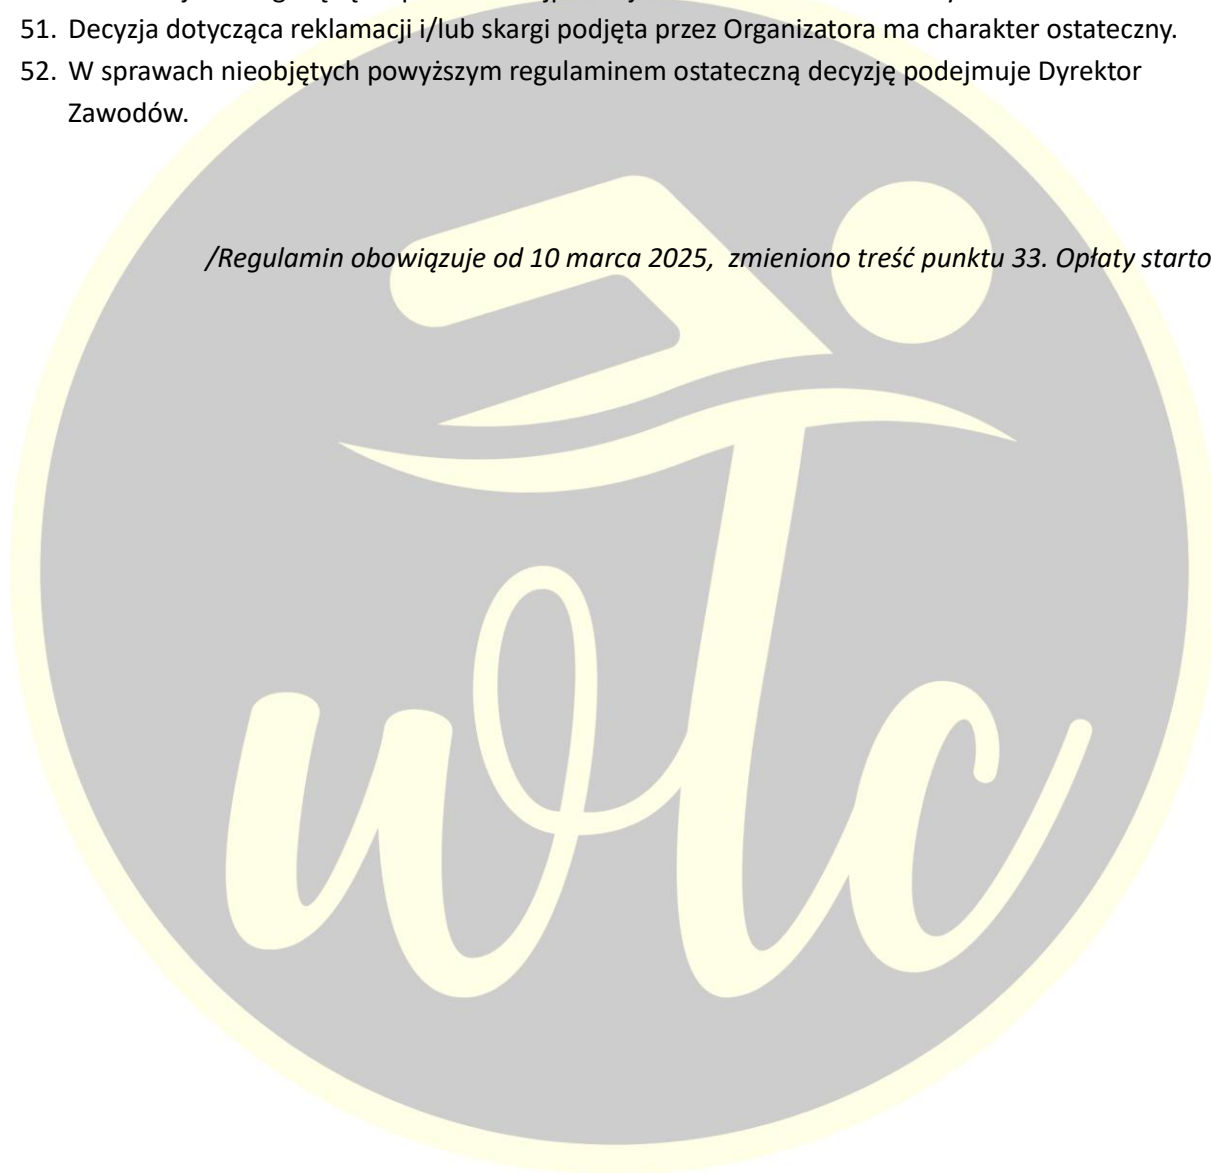 51. Decyzja dotycząca reklamacji i/lub skargi podjęta przez Organizatora ma charakter ostateczny.
52. W sprawach nieobjętych powyższym regulaminem ostateczną decyzję podejmuje Dyrektor
Zawodów.
/Regulamin obowiązuje od 10 marca 2025, zmieniono treść punktu 33. Opłaty starto
wTc